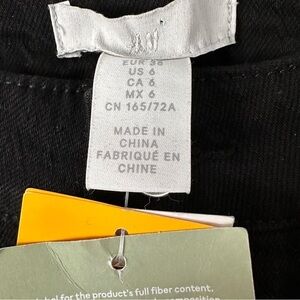 EUR 36
US 6
CA 6
MX 6
CN 165/72A
MADE IN
CHINA
FABRIQUÉ EN
CHINE
label for the product's full fiber content.
composition